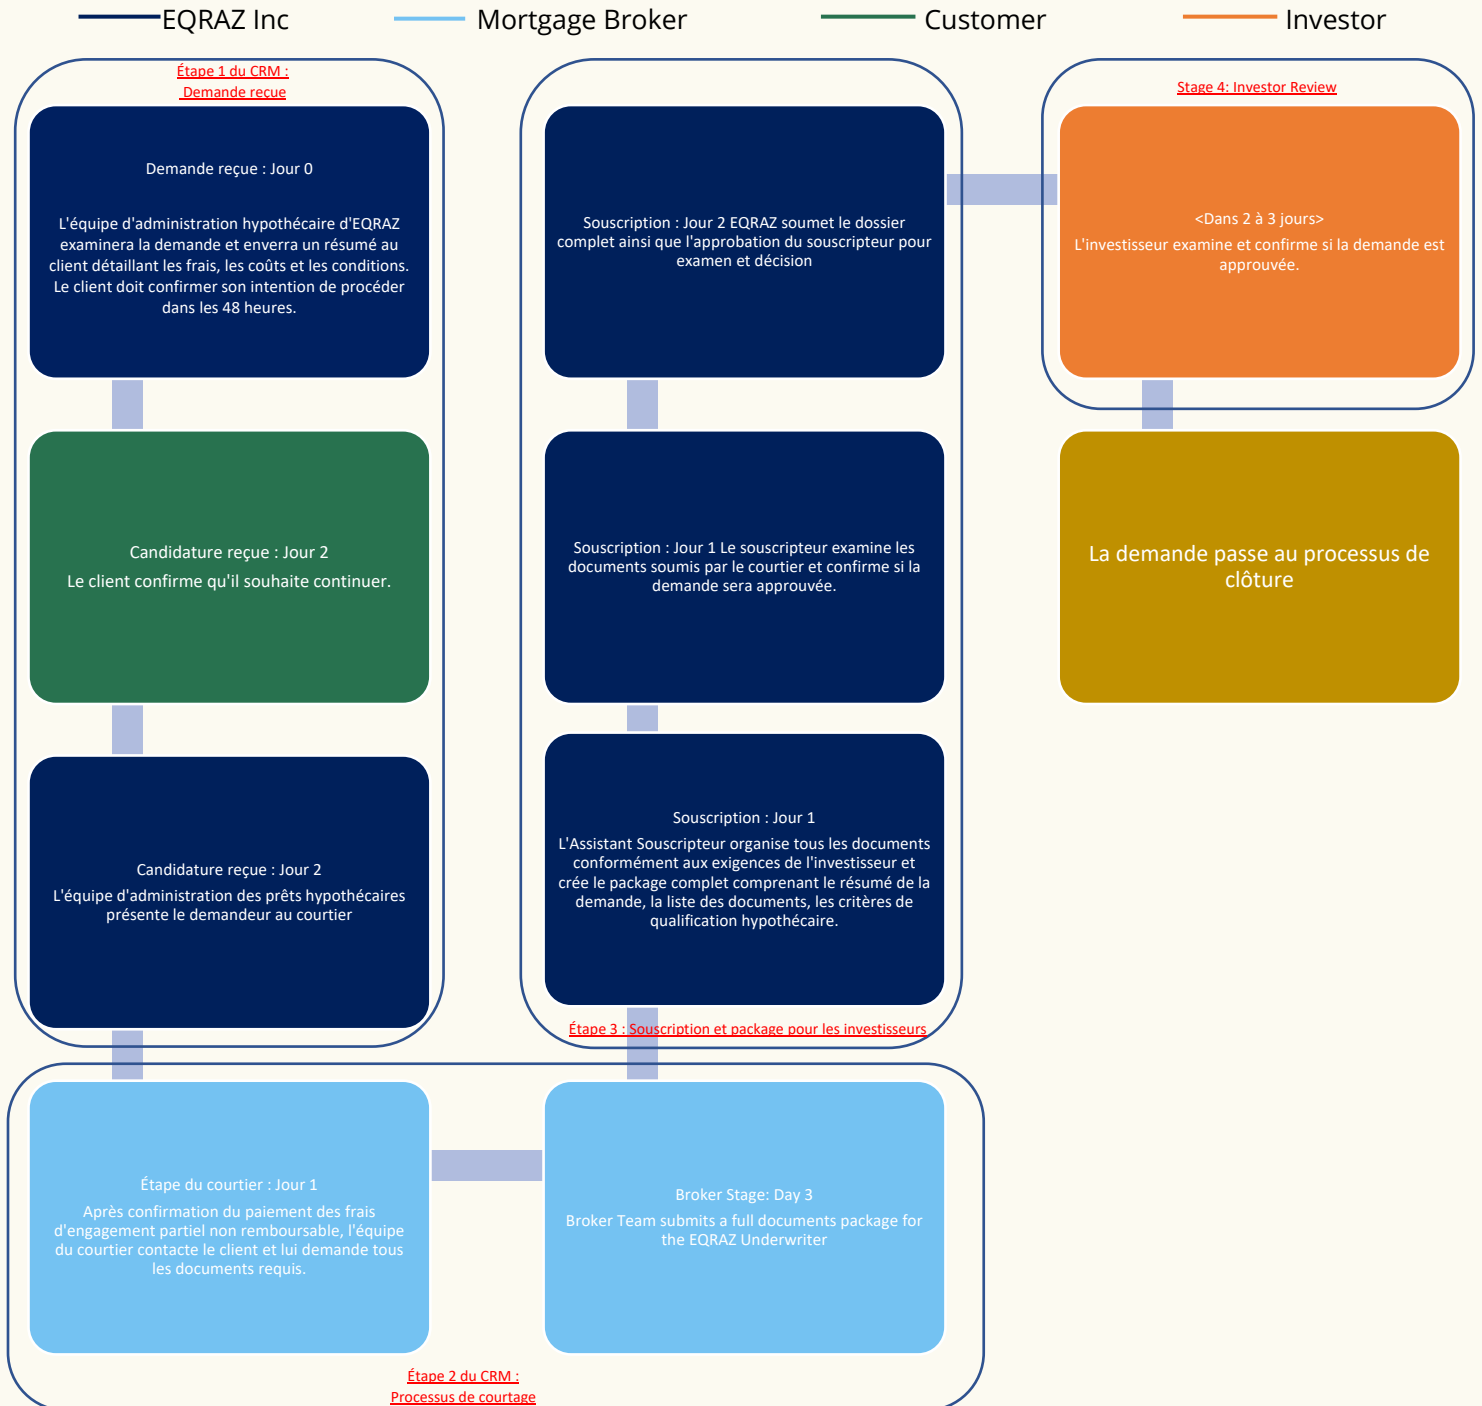 EQRAZ Inc
Mortgage Broker
Customer
Investor
Étape 1 du CRM :
Demande recue
Demande reçue : Jour 0
L'équipe d'administration hypothécaire d'EQRAZ
examinera la demande et enverra un résumé au
client détaillant les frais, les coûts et les conditions.
Le client doit confirmer son intention de procéder
dans les 48 heures.
Candidature reçue : Jour 2
Le client confirme qu'il souhaite continuer.
Candidature reçue : Jour 2
L'équipe d'administration des prêts hypothécaires
présente le demandeur au courtier
Étape du courtier : Jour 1
Après confirmation du paiement des frais
d'engagement partiel non remboursable, l'équipe
du courtier contacte le client et lui demande tous
les documents requis.
Broker Stage: Day 3
Broker Team submits a full documents package for
the EQRAZ Underwriter
Étape 2 du CRM :
Processus de courtage
Souscription : Jour 1
L'Assistant Souscripteur organise tous les documents
conformément aux exigences de l'investisseur et
crée le package complet comprenant le résumé de la
demande, la liste des documents, les critères de
qualification hypothécaire.
Étape 3 : Souscription et package pour les investisseurs
Souscription : Jour 1 Le souscripteur examine les
documents soumis par le courtier et confirme si la
demande sera approuvée.
Souscription : Jour 2 EQRAZ soumet le dossier
complet ainsi que l'approbation du souscripteur pour
examen et décision
Stage 4: Investor Review
<Dans 2 à 3 jours>
L'investisseur examine et confirme si la demande est
approuvée.
La demande passe au processus de
clôture